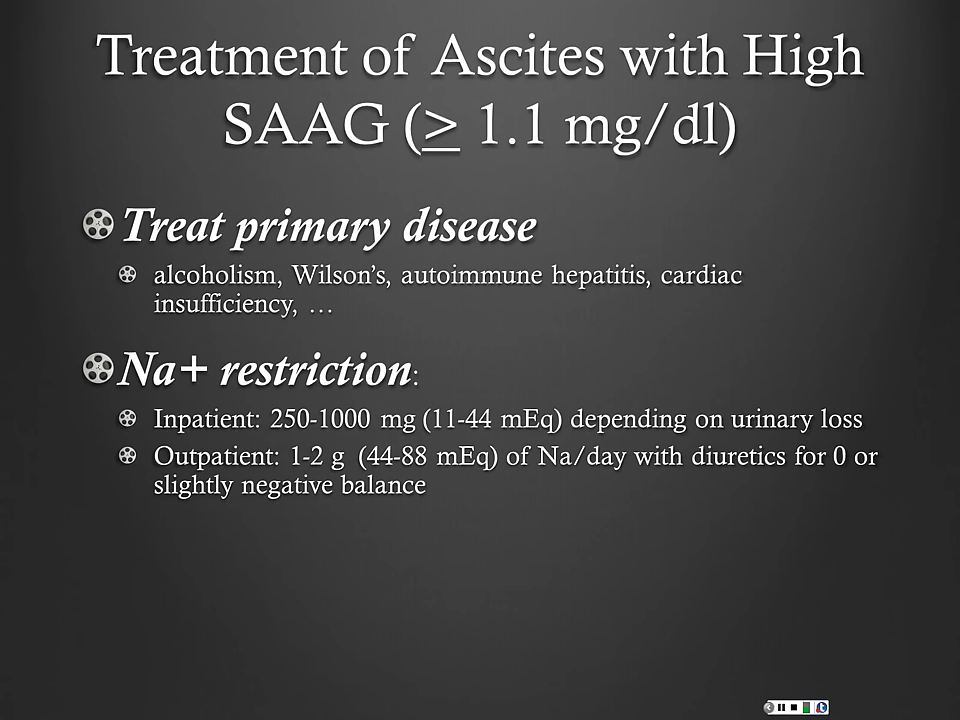 Treatment of Ascites with High
SAAG (≥ 1.1 mg/dl)
Treat primary disease
alcoholism, Wilson’s, autoimmune hepatitis, cardiac
insufficiency, …
Na+ restriction:
Inpatient: 250-1000 mg (11-44 mEq) depending on urinary loss
Outpatient: 1-2 g (44-88 mEq) of Na/day with diuretics for 0 or
slightly negative balance